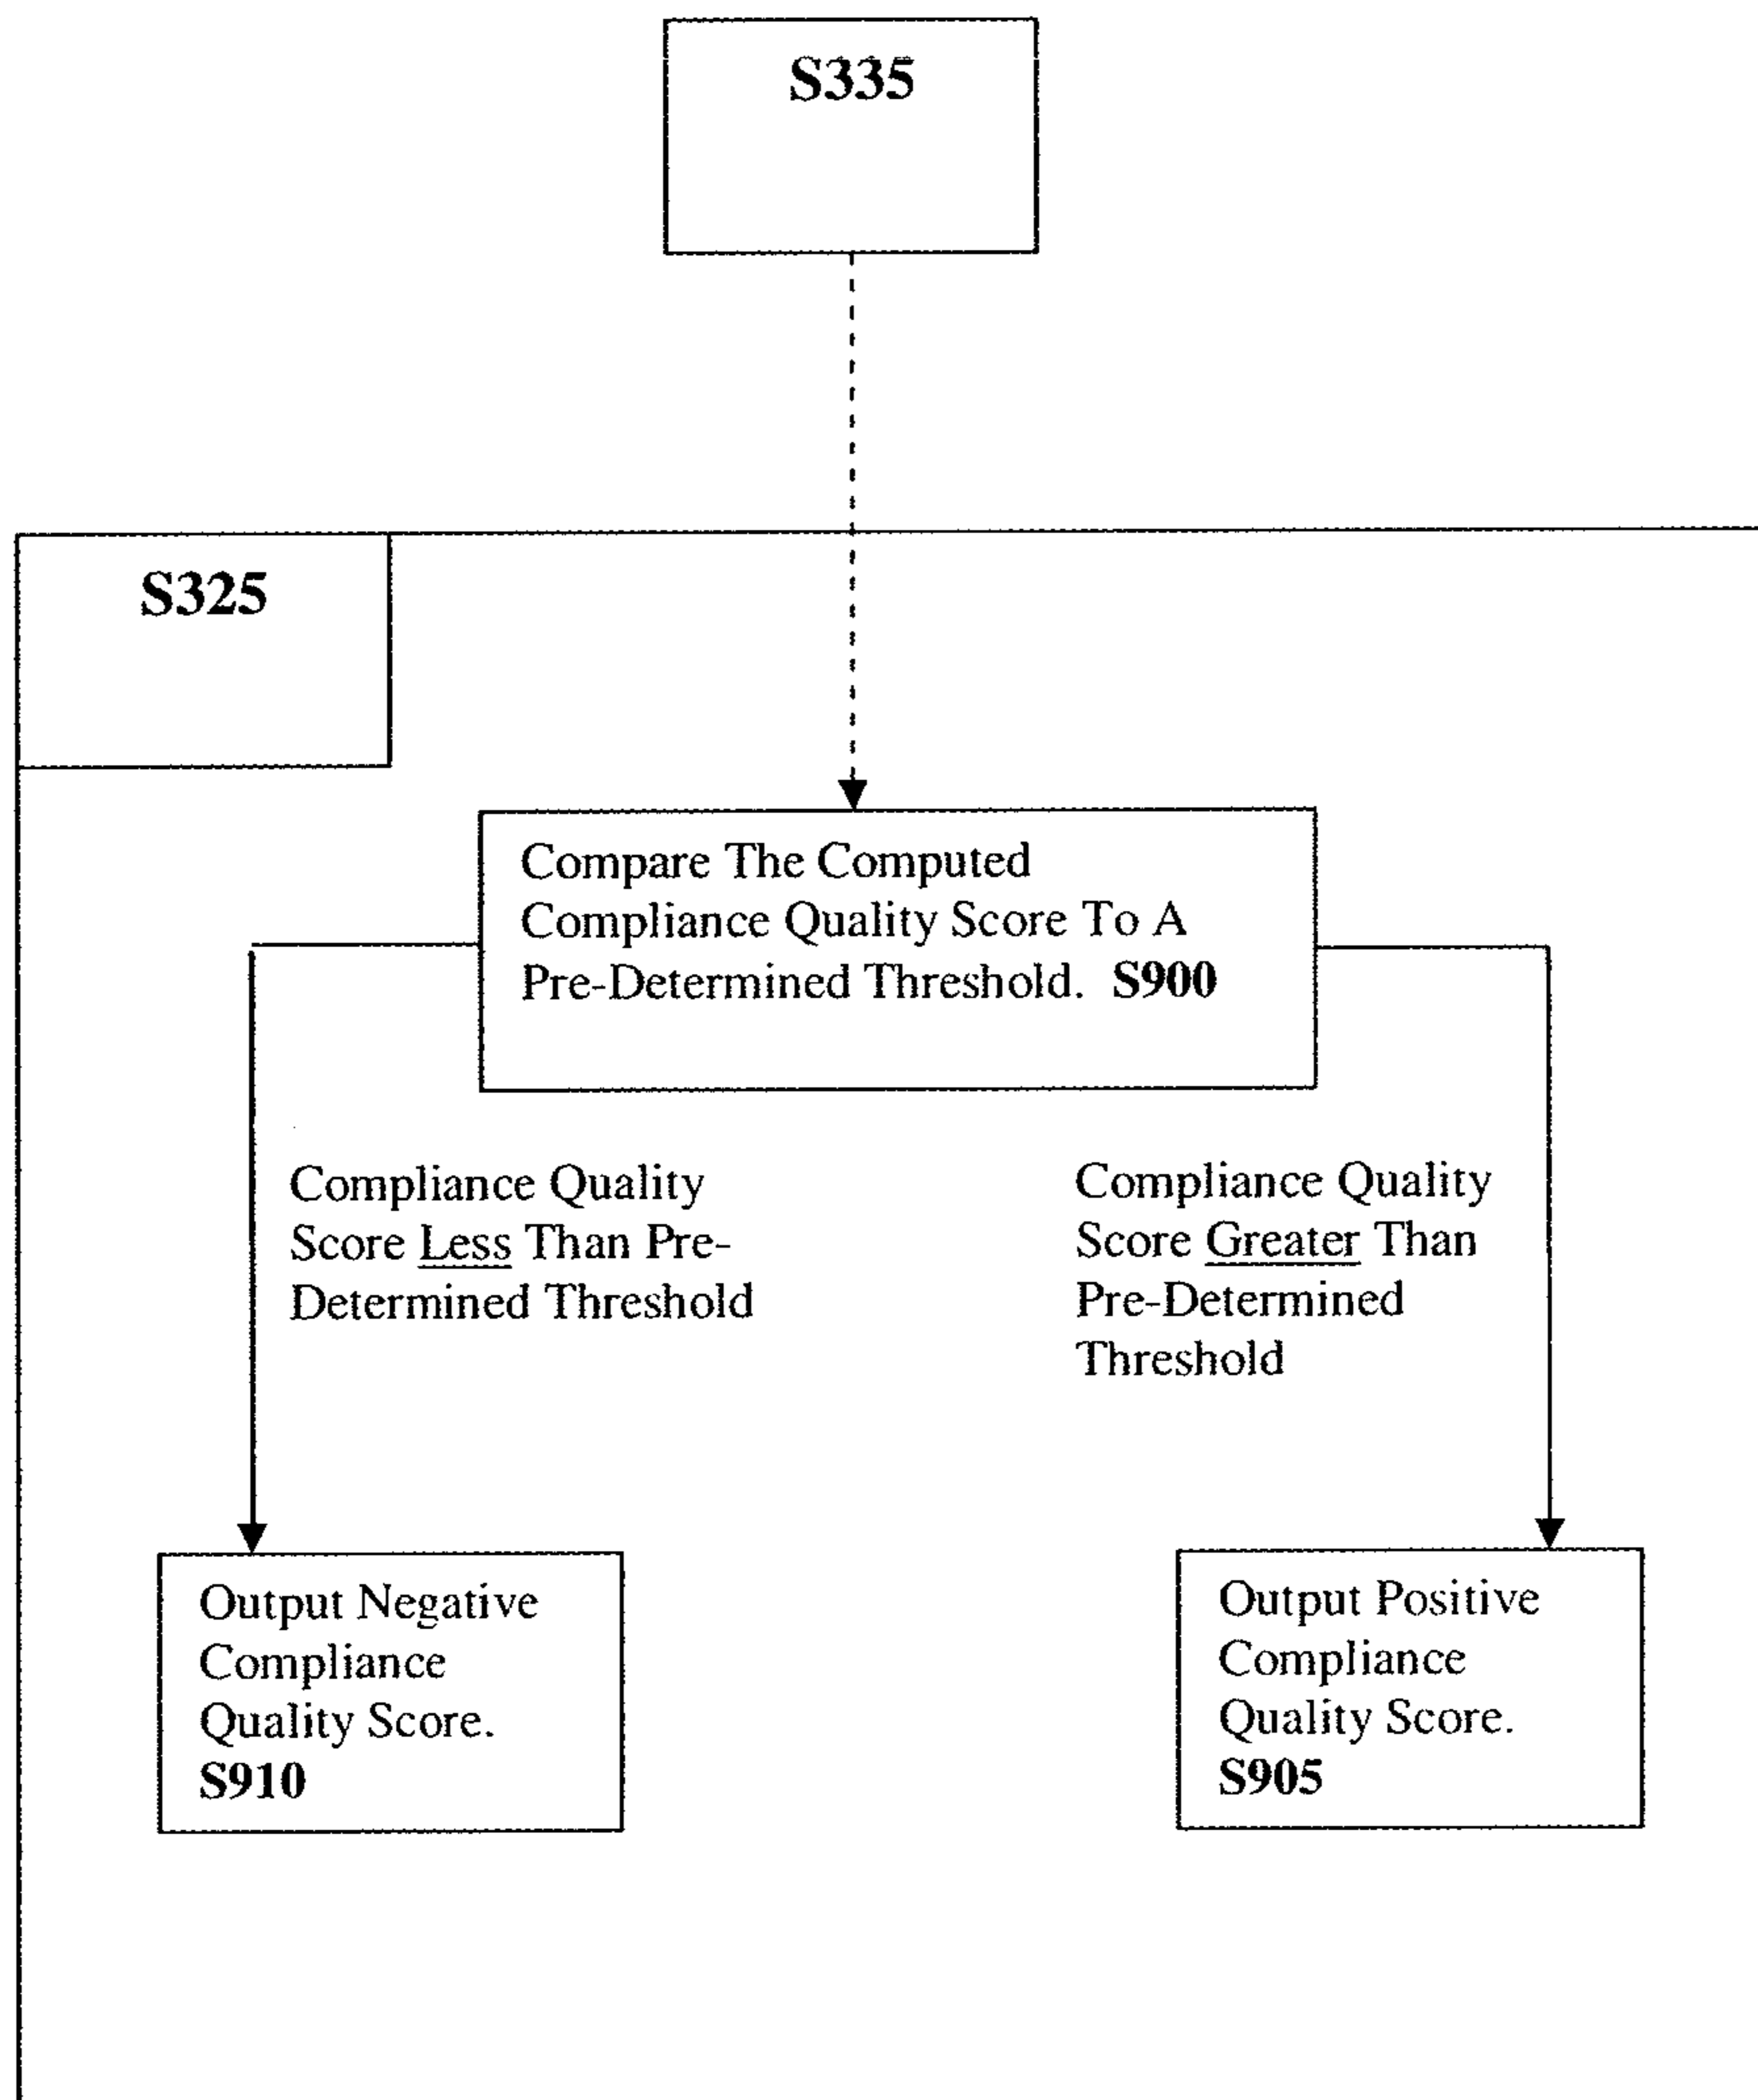 S335
S325
Compare The Computed
Compliance Quality Score To A
Pre-Determined Threshold. S900
Compliance Quality
Score Less Than Pre-
Determined Threshold
Compliance Quality
Score Greater Than
Pre-Determined
Threshold
Output Negative
Compliance
Quality Score.
S910
Output Positive
Compliance
Quality Score.
S905